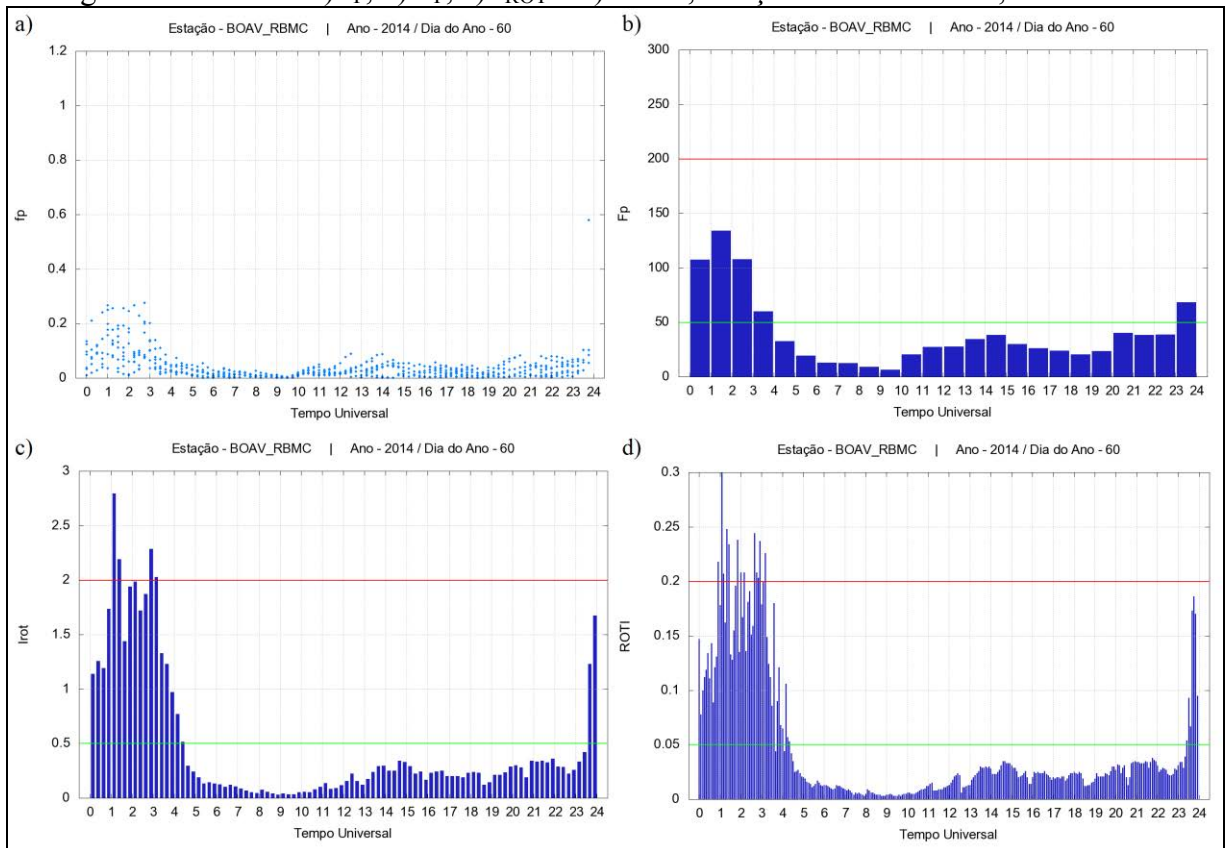 a)
Estação - BOAV_RBMC | Ano - 2014 / Dia do Ano - 60
1.2
1
0.8
0.6
0.4
0.2
0
fp
0 1 2 3 4 5 6 7 8 9 10 11 12 13 14 15 16 17 18 19 20 21 22 23 24
Tempo Universal
b)
Estação - BOAV_RBMC | Ano - 2014 / Dia do Ano - 60
300
250
200
150
100
50
0
Fp
0 1 2 3 4 5 6 7 8 9 10 11 12 13 14 15 16 17 18 19 20 21 22 23 24
Tempo Universal
c)
Estação - BOAV_RBMC | Ano - 2014 / Dia do Ano - 60
3
2.5
2
1.5
1
0.5
0
Irot
0 1 2 3 4 5 6 7 8 9 10 11 12 13 14 15 16 17 18 19 20 21 22 23 24
Tempo Universal
d)
Estação - BOAV_RBMC | Ano - 2014 / Dia do Ano - 60
0.3
0.25
0.2
0.15
0.1
0.05
0
ROTI
0 1 2 3 4 5 6 7 8 9 10 11 12 13 14 15 16 17 18 19 20 21 22 23 24
Tempo Universal